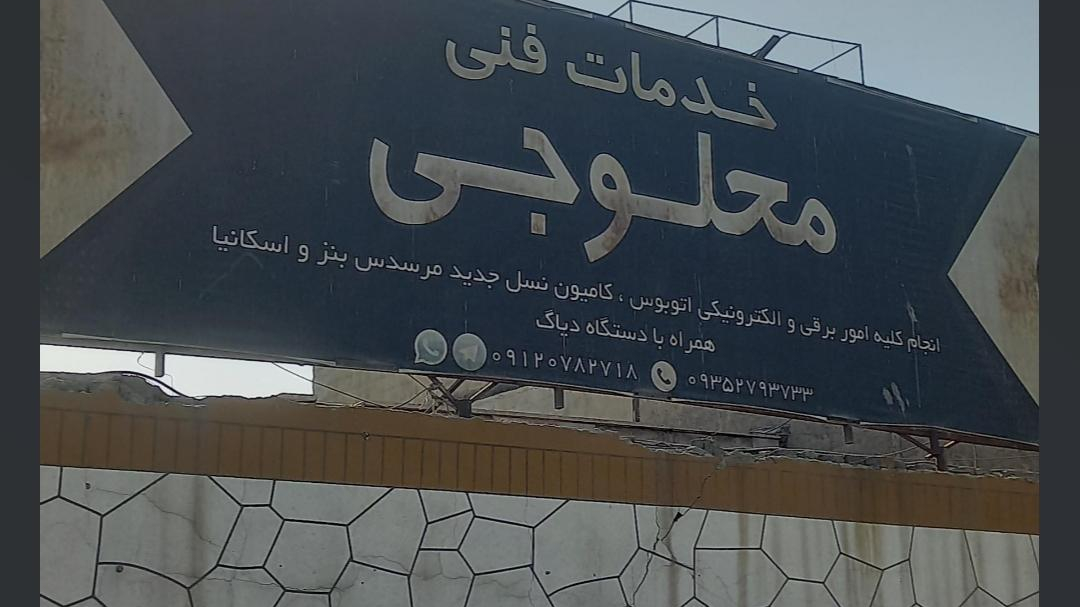 خدمات فنی
محلوجی
انجام کلیه امور برقی و الکترونیکی اتوبوس ، کامیون نسل جدید مرسدس بنز و اسکانیا
همراه با دستگاه دیاگ
۰۹۳۵۲۷۹۳۷۳۳ ۰۹۱۲۰۷۸۲۷۱۸